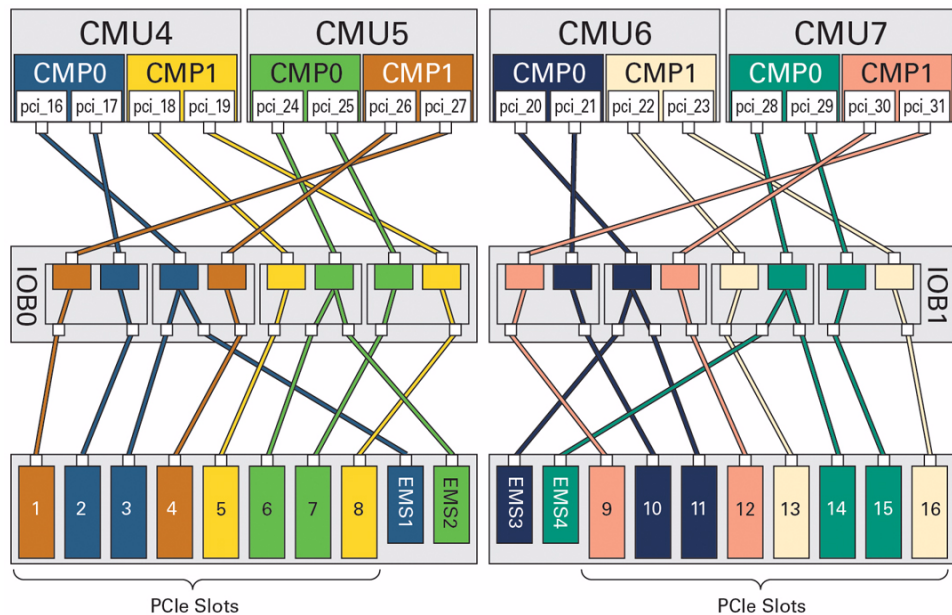 CMU4 CMU5 CMU6 CMU7
CMP0 CMP1 CMP0 CMP1 CMP0 CMP1 CMP0 CMP1
pci_16 pci_17 pci_18 pci_19 pci_24 pci_25 pci_26 pci_27 pci_20 pci_21 pci_22 pci_23 pci_28 pci_29 pci_30 pci_31
IOB0 IOB1
1 2 3 4 5 6 7 8 EMS1 EMS2 EMS3 EMS4 9 10 11 12 13 14 15 16
PCIe Slots PCIe Slots